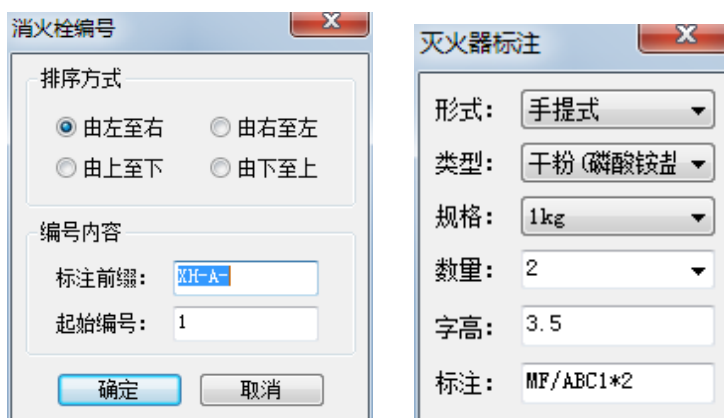 消火栓编号
排序方式
由左至右 由右至左
由上至下 由下至上
编号内容
标注前缀： XH-A-
起始编号： 1
确定 取消
灭火器标注
形式： 手提式
类型： 干粉(磷酸铵盐
规格： 1kg
数量： 2
字高： 3.5
标注： MF/ABC1*2